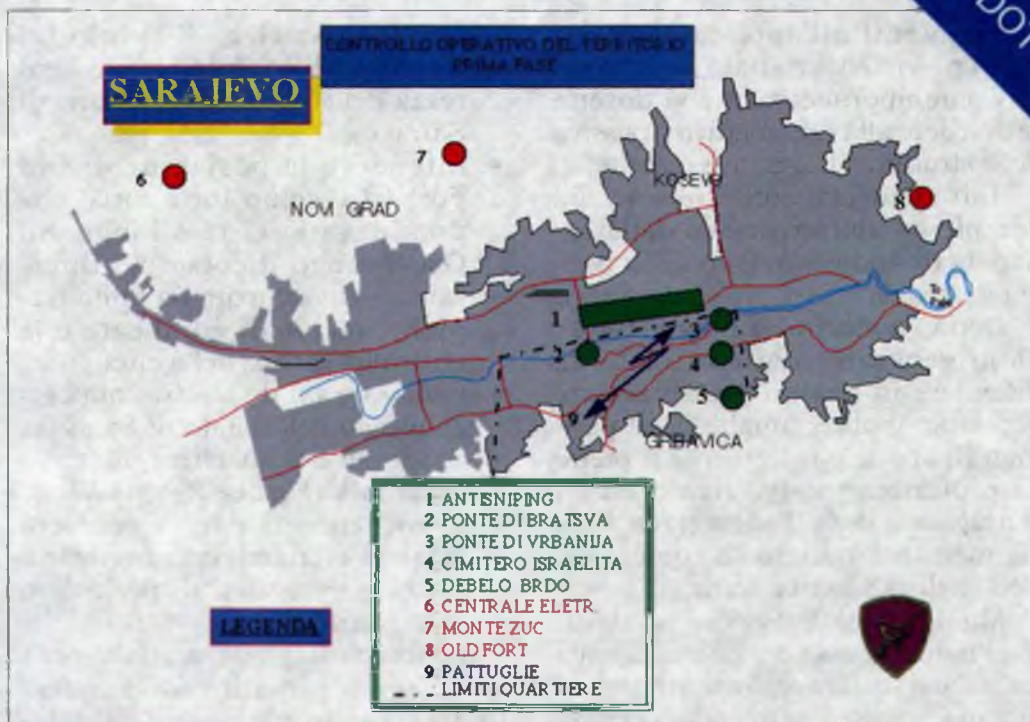 CONTROLLO OPERATIVO DEL TERRITORIO
PRIMA FASE
SARAJEVO
6
7
8
NOVI GRAD
KOSEVO
To
1
2
3
4
5
9
GRBAVICA
1 ANTISNIPING
2 PONTE DI BRATSVA
3 PONTE DI VRBANIJA
4 CIMITERO ISRAELITA
5 DEBELO BRDO
6 CENTRALE ELETR
7 MONTE ZUC
8 OLD FORT
9 PATTUGLIE
LIMITI QUARTIERE
LEGENDA